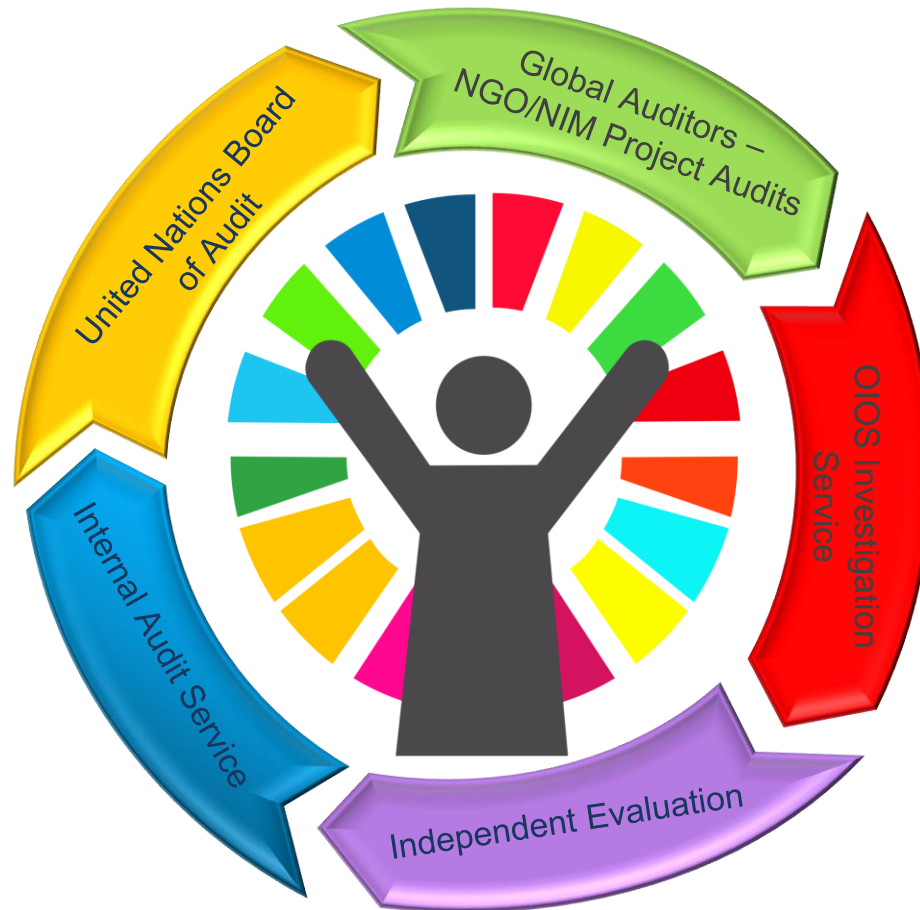 Global Auditors –
NGO/NIM Project Audits
OIOS Investigation
Service
Independent Evaluation
Internal Audit Service
United Nations Board
of Audit